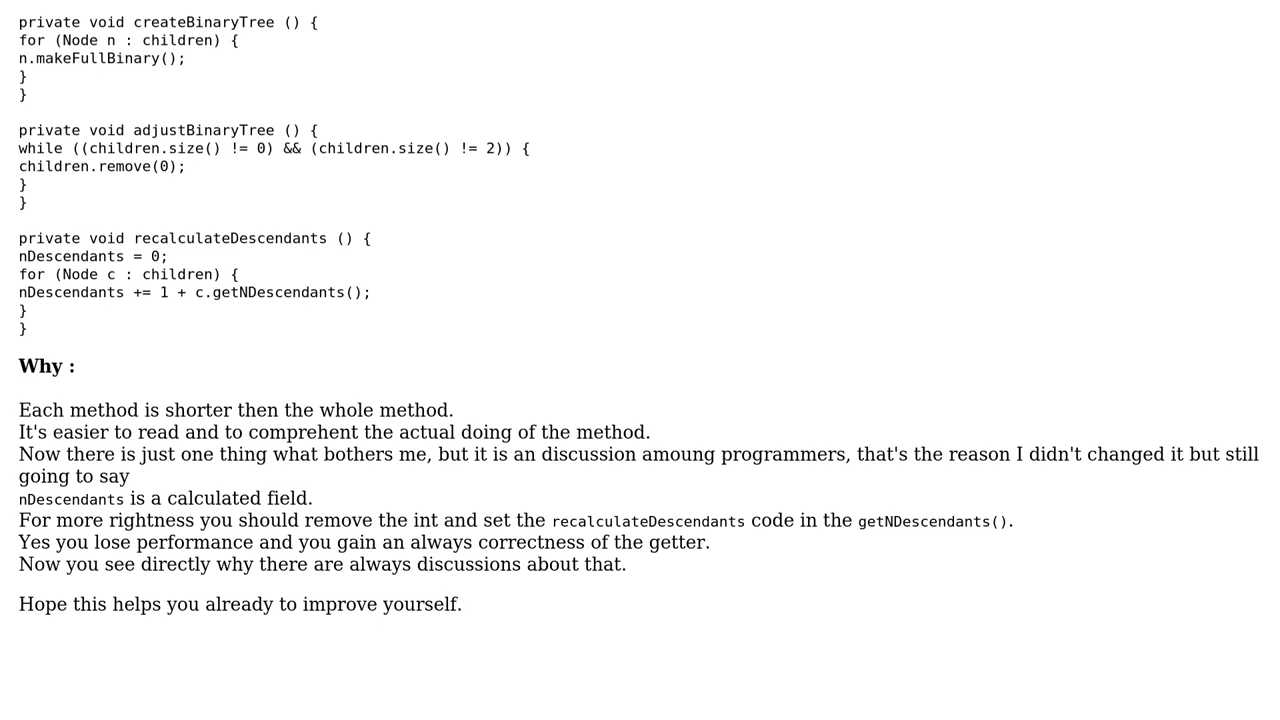 private void createBinaryTree () {
for (Node n : children) {
n.makeFullBinary();
}
}
private void adjustBinaryTree () {
while ((children.size() != 0) && (children.size() != 2)) {
children.remove(0);
}
}
private void recalculateDescendants () {
nDescendants = 0;
for (Node c : children) {
nDescendants += 1 + c.getNDescendants();
}
}
Why :
Each method is shorter then the whole method.
It's easier to read and to comprehent the actual doing of the method.
Now there is just one thing what bothers me, but it is an discussion amoung programmers, that's the reason I didn't changed it but still
going to say
nDescendants is a calculated field.
For more rightness you should remove the int and set the recalculateDescendants code in the getNDescendants().
Yes you lose performance and you gain an always correctness of the getter.
Now you see directly why there are always discussions about that.
Hope this helps you already to improve yourself.